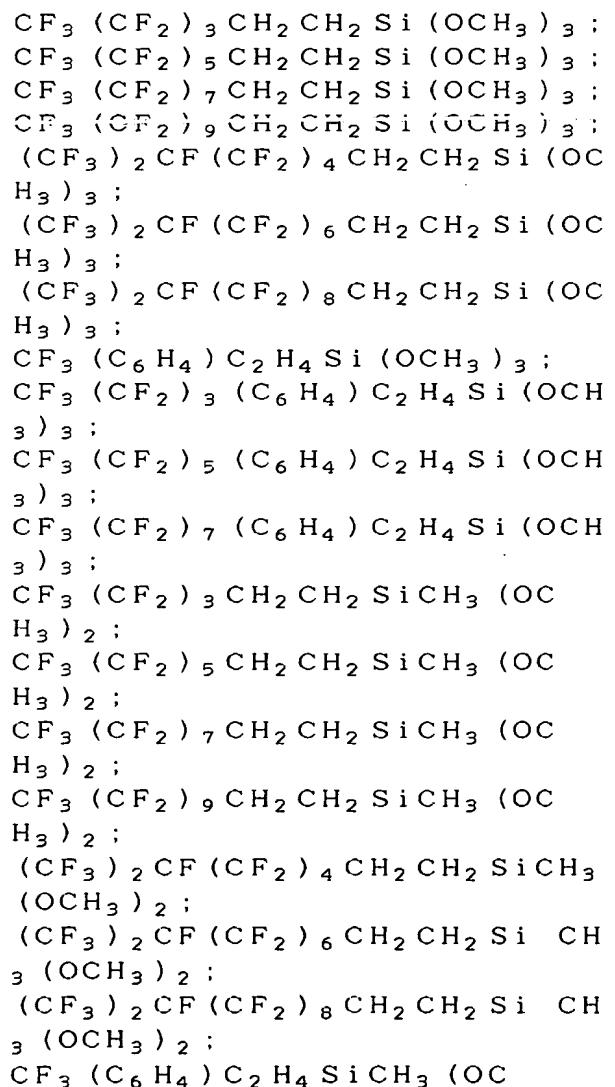 CF₃(CF₂)₃CH₂CH₂Si(OCH₃)₃;
CF₃(CF₂)₅CH₂CH₂Si(OCH₃)₃;
CF₃(CF₂)₇CH₂CH₂Si(OCH₃)₃;
CF₃(CF₂)₉CH₂CH₂Si(OCH₃)₃;
(CF₃)₂CF(CF₂)₄CH₂CH₂Si(OC
H₃)₃;
(CF₃)₂CF(CF₂)₆CH₂CH₂Si(OC
H₃)₃;
(CF₃)₂CF(CF₂)₈CH₂CH₂Si(OC
H₃)₃;
CF₃(C₆H₄)C₂H₄Si(OCH₃)₃;
CF₃(CF₂)₃(C₆H₄)C₂H₄Si(OCH
₃)₃;
CF₃(CF₂)₅(C₆H₄)C₂H₄Si(OCH
₃)₃;
CF₃(CF₂)₇(C₆H₄)C₂H₄Si(OCH
₃)₃;
CF₃(CF₂)₃CH₂CH₂SiCH₃(OC
H₃)₂;
CF₃(CF₂)₅CH₂CH₂SiCH₃(OC
H₃)₂;
CF₃(CF₂)₇CH₂CH₂SiCH₃(OC
H₃)₂;
CF₃(CF₂)₉CH₂CH₂SiCH₃(OC
H₃)₂;
(CF₃)₂CF(CF₂)₄CH₂CH₂SiCH₃
(OCH₃)₂;
(CF₃)₂CF(CF₂)₆CH₂CH₂Si CH
₃(OCH₃)₂;
(CF₃)₂CF(CF₂)₈CH₂CH₂Si CH
₃(OCH₃)₂;
CF₃(C₆H₄)C₂H₄SiCH₃(OC